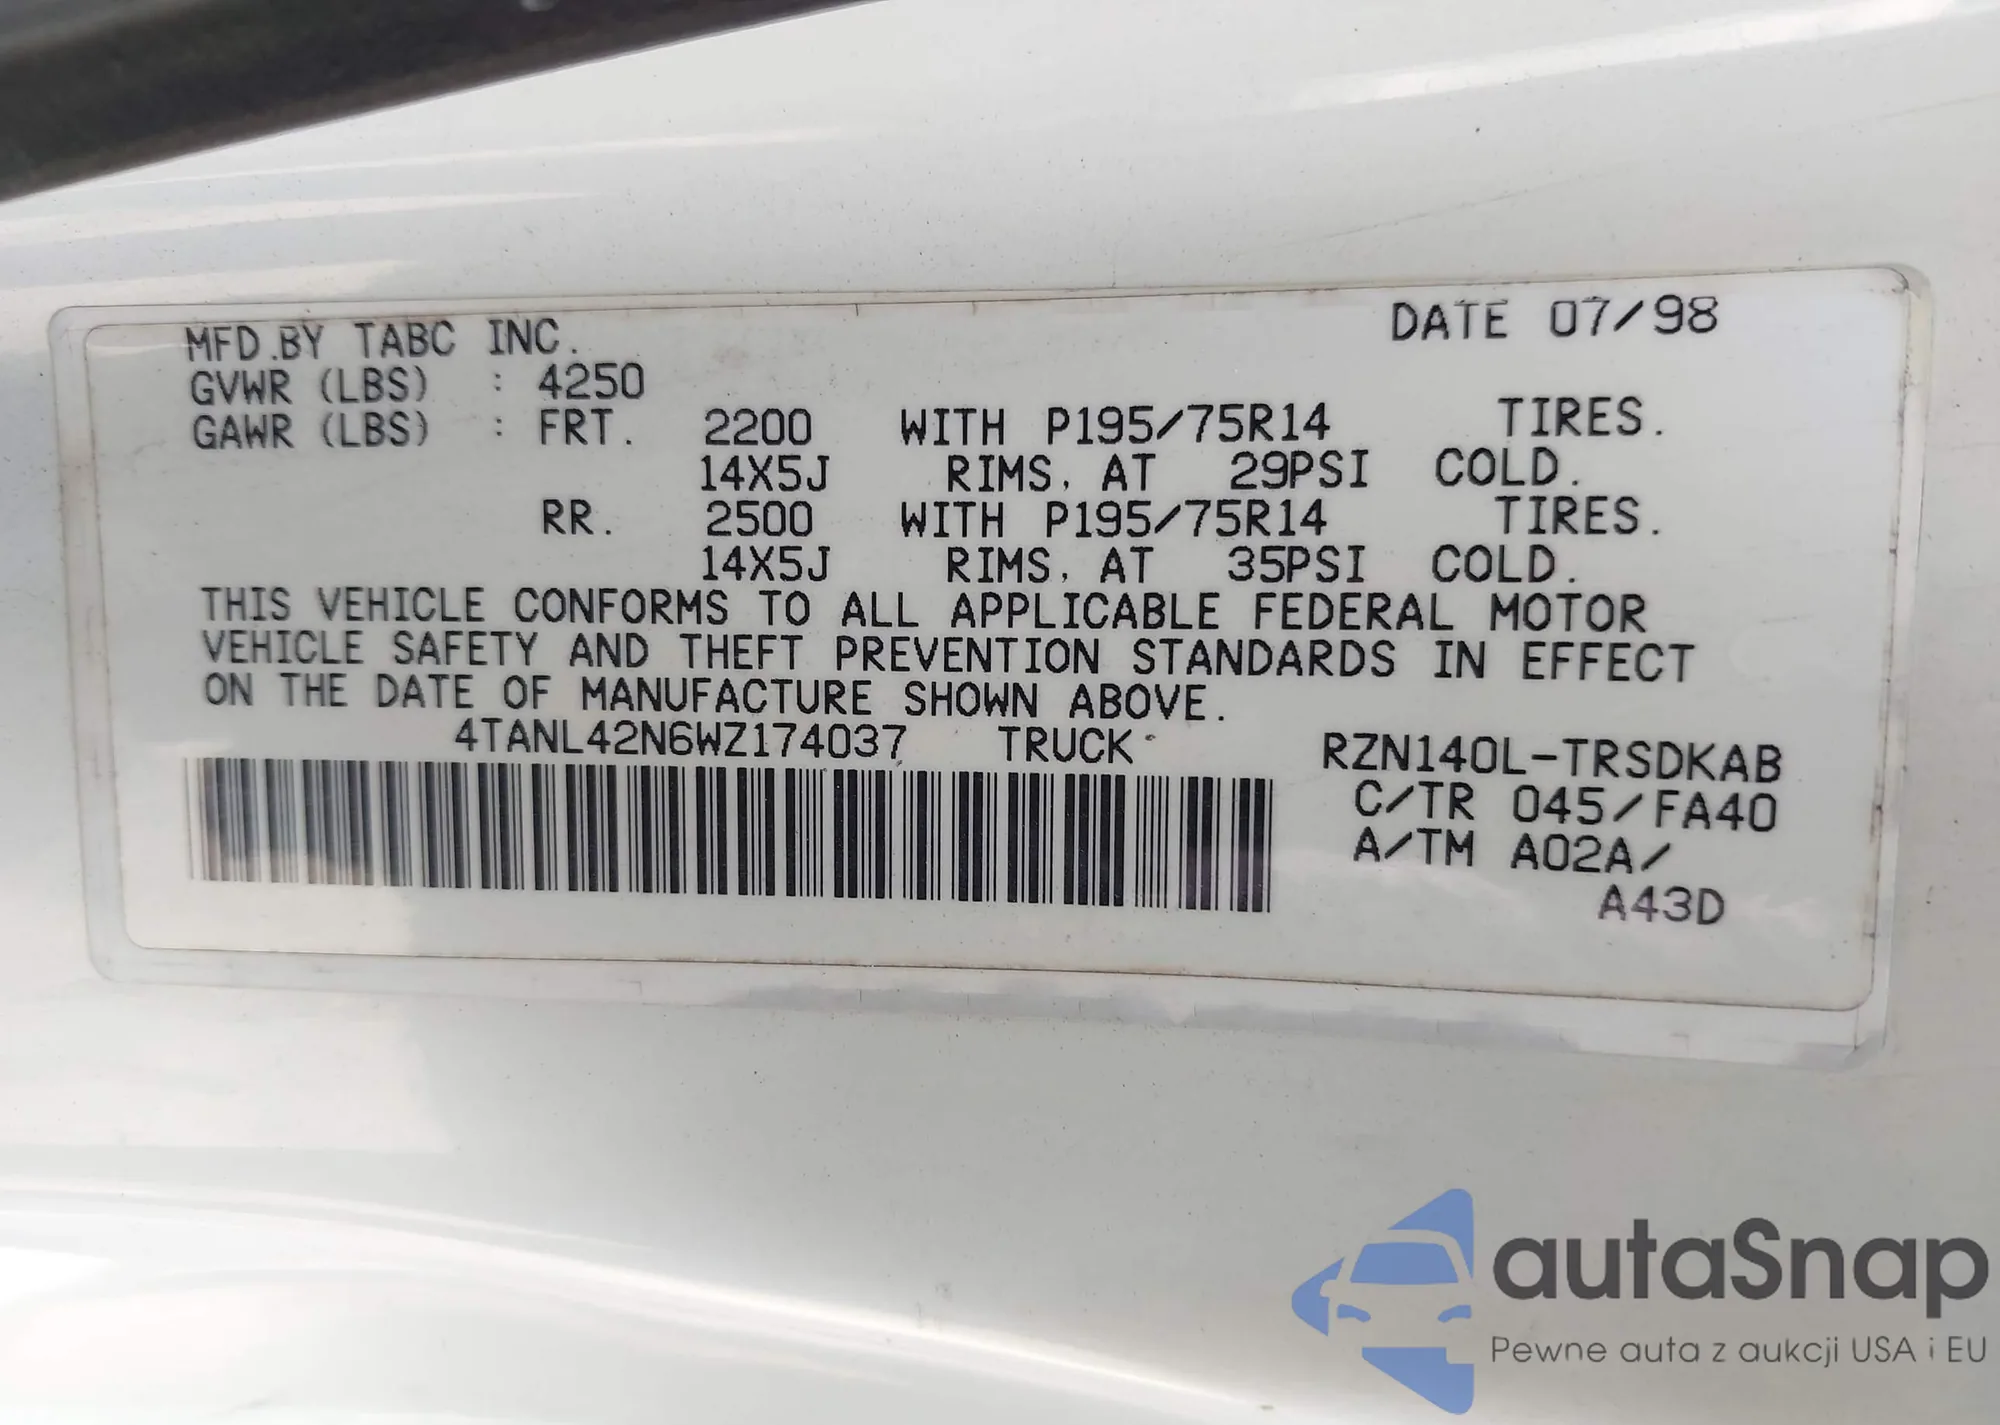 MFD.BY TABC INC. DATE 07/98
GVWR (LBS) : 4250
GAWR (LBS) : FRT. 2200 WITH P195/75R14 TIRES.
14X5J RIMS, AT 29PSI COLD.
RR. 2500 WITH P195/75R14 TIRES.
14X5J RIMS, AT 35PSI COLD.
THIS VEHICLE CONFORMS TO ALL APPLICABLE FEDERAL MOTOR
VEHICLE SAFETY AND THEFT PREVENTION STANDARDS IN EFFECT
ON THE DATE OF MANUFACTURE SHOWN ABOVE.
4TANL42N6WZ174037 TRUCK RZN140L-TRSDKAB
C/TR 045/FA40
A/TM A02A/
A43D
autaSnap
Pewne auta z aukcji USA i EU